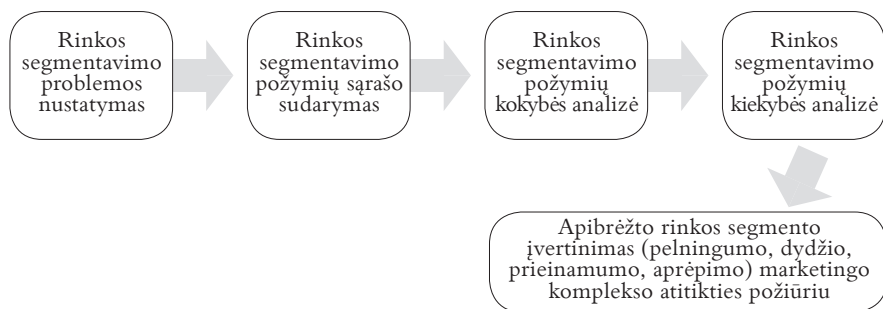 Rinkos
segmentavimo
problemos
nustatymas
Rinkos
segmentavimo
požymių sąrašo
sudarymas
Rinkos
segmentavimo
požymių
kokybės analizė
Rinkos
segmentavimo
požymių
kiekybės analizė
Apibrėžto rinkos segmento
įvertinimas (pelningumo, dydžio,
prieinamumo, aprėpimo) marketingo
komplekso atitikties požiūriu